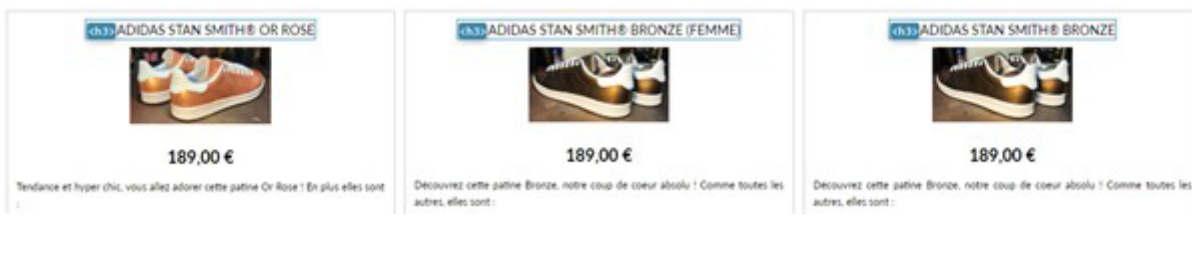 <h3>ADIDAS STAN SMITH® OR ROSE
189,00 €
Tendance et hyper chic, vous allez adorer cette patine Or Rose ! En plus elles sont
:
<h3>ADIDAS STAN SMITH® BRONZE (FEMME)
189,00 €
Découvrez cette patine Bronze, notre coup de coeur absolu ! Comme toutes les
autres, elles sont :
<h3>ADIDAS STAN SMITH® BRONZE
189,00 €
Découvrez cette patine Bronze, notre coup de coeur absolu ! Comme toutes les
autres, elles sont :